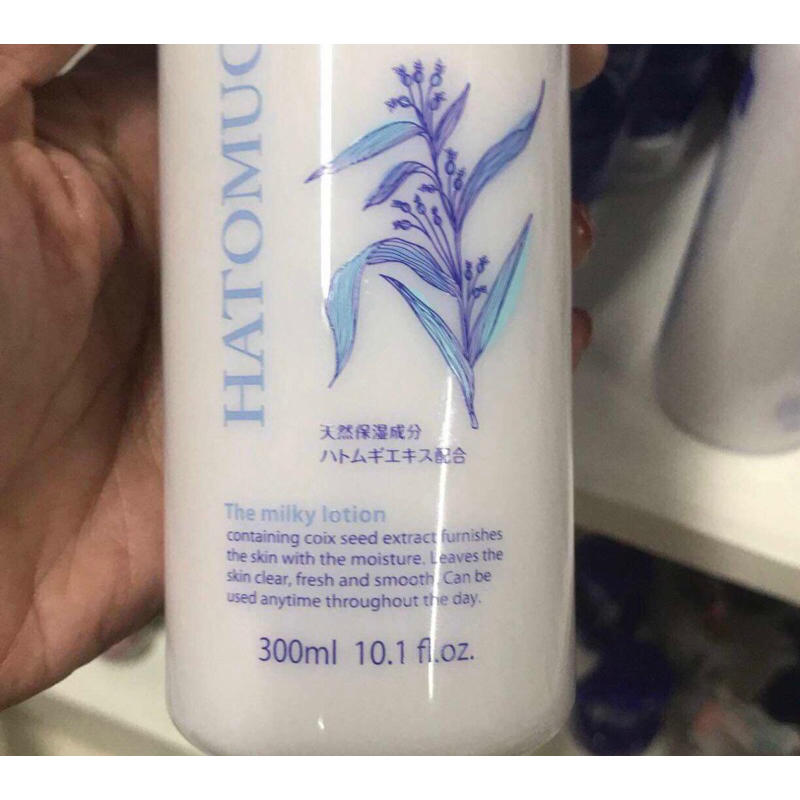 HATOMUG
天然保湿成分
ハトムギエキス配合
The milky lotion
containing coix seed extract furnishes
the skin with the moisture. Leaves the
skin clear, fresh and smooth. Can be
used anytime throughout the day.
300ml 10.1 fl.oz.